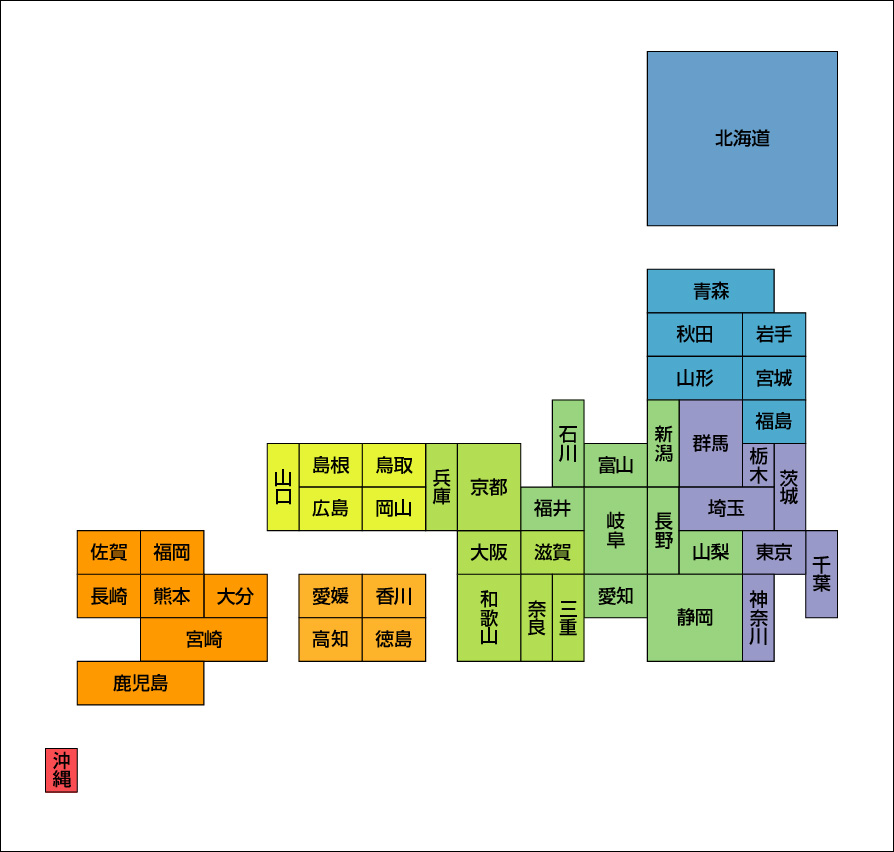 北海道
青森
秋田
岩手
山形
宮城
福島
石川
新潟
群馬
富山
栃木
茨城
山口
島根
鳥取
兵庫
京都
広島
岡山
福井
岐阜
長野
埼玉
佐賀
福岡
大阪
滋賀
山梨
東京
千葉
長崎
熊本
大分
愛媛
香川
和歌山
奈良
三重
愛知
静岡
神奈川
宮崎
高知
徳島
鹿児島
沖縄